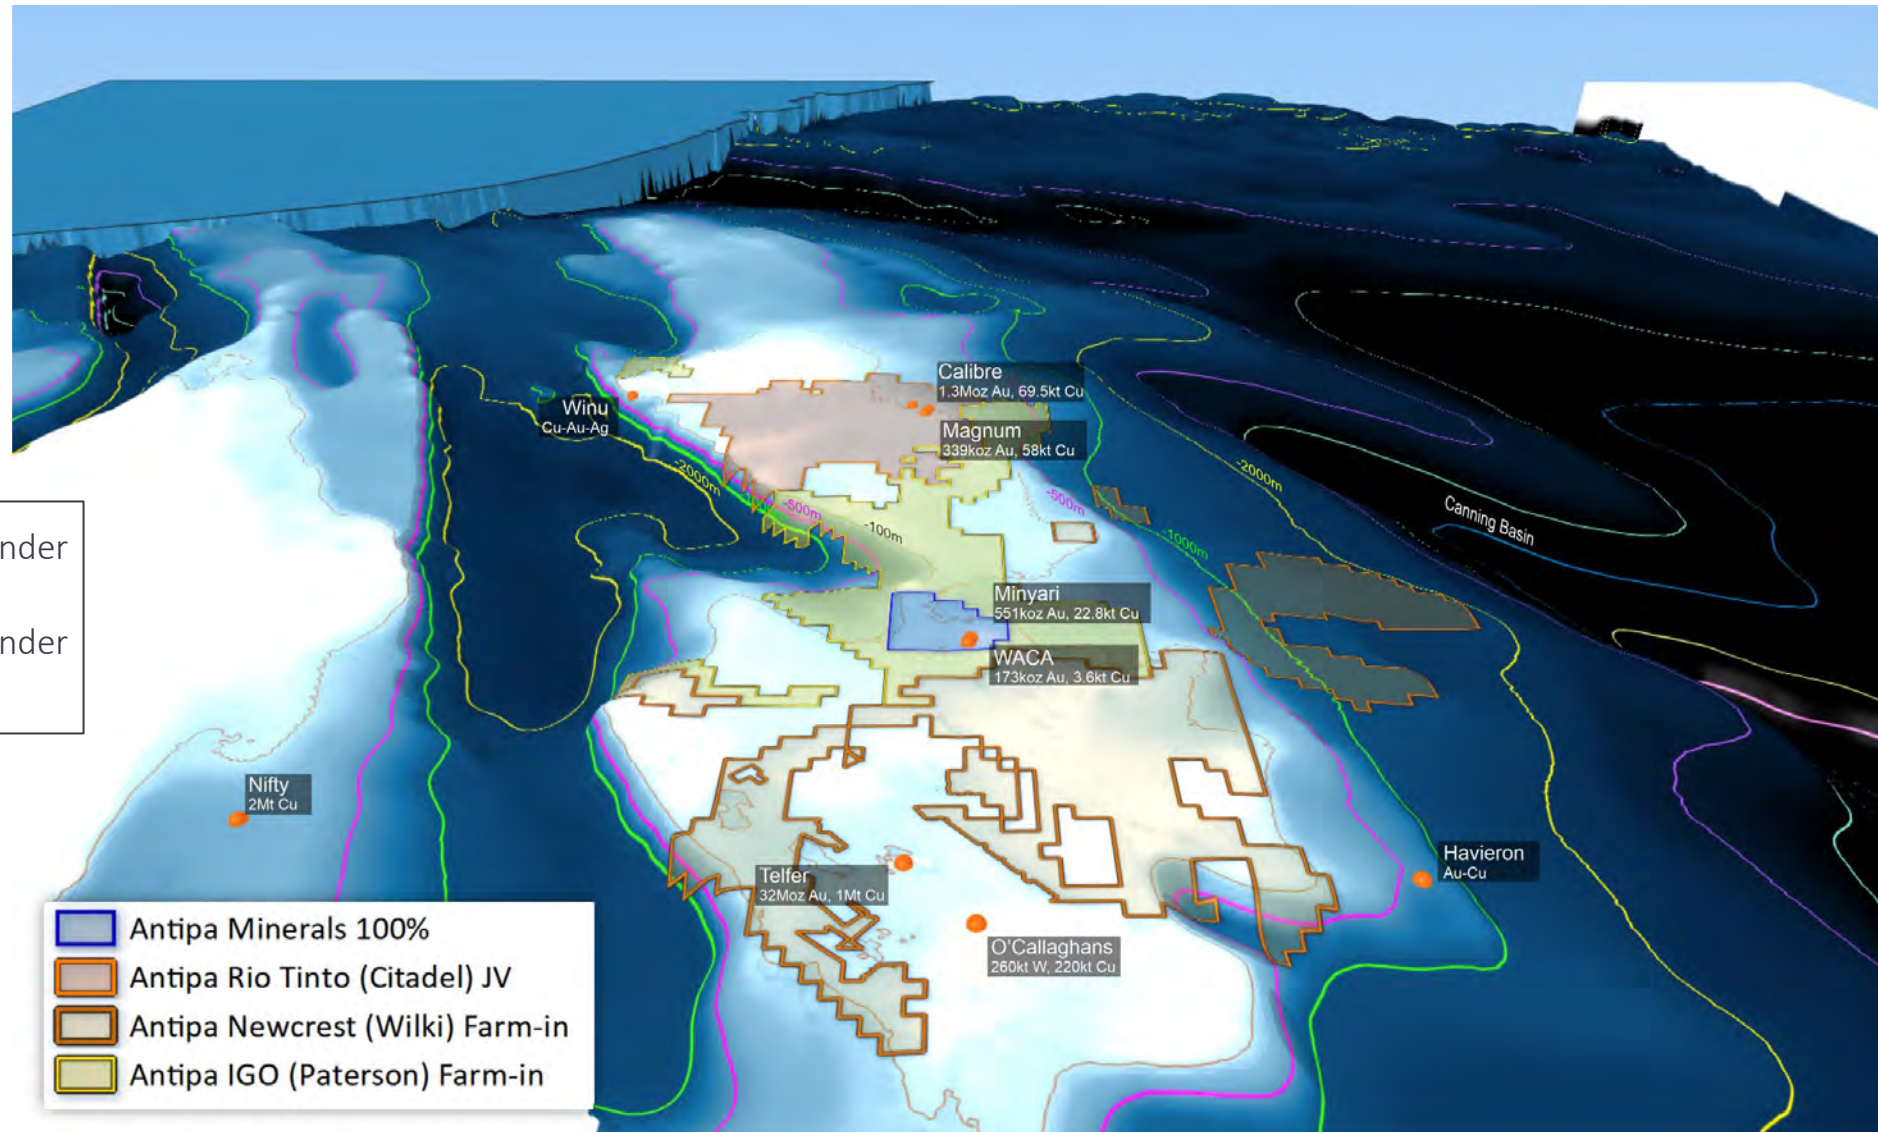 Calibre
1.3Moz Au, 69.5kt Cu
Winu
Cu-Au-Ag
Magnum
339koz Au, 58kt Cu
-2000m
-500m
-100m
-500m
-1000m
-2000m
Canning Basin
nder
nder
Minyari
551koz Au, 22.8kt Cu
WACA
173koz Au, 3.6kt Cu
Nifty
2Mt Cu
Telfer
32Moz Au, 1Mt Cu
Havieron
Au-Cu
O'Callaghans
260kt W, 220kt Cu
Antipa Minerals 100%
Antipa Rio Tinto (Citadel) JV
Antipa Newcrest (Wilki) Farm-in
Antipa IGO (Paterson) Farm-in